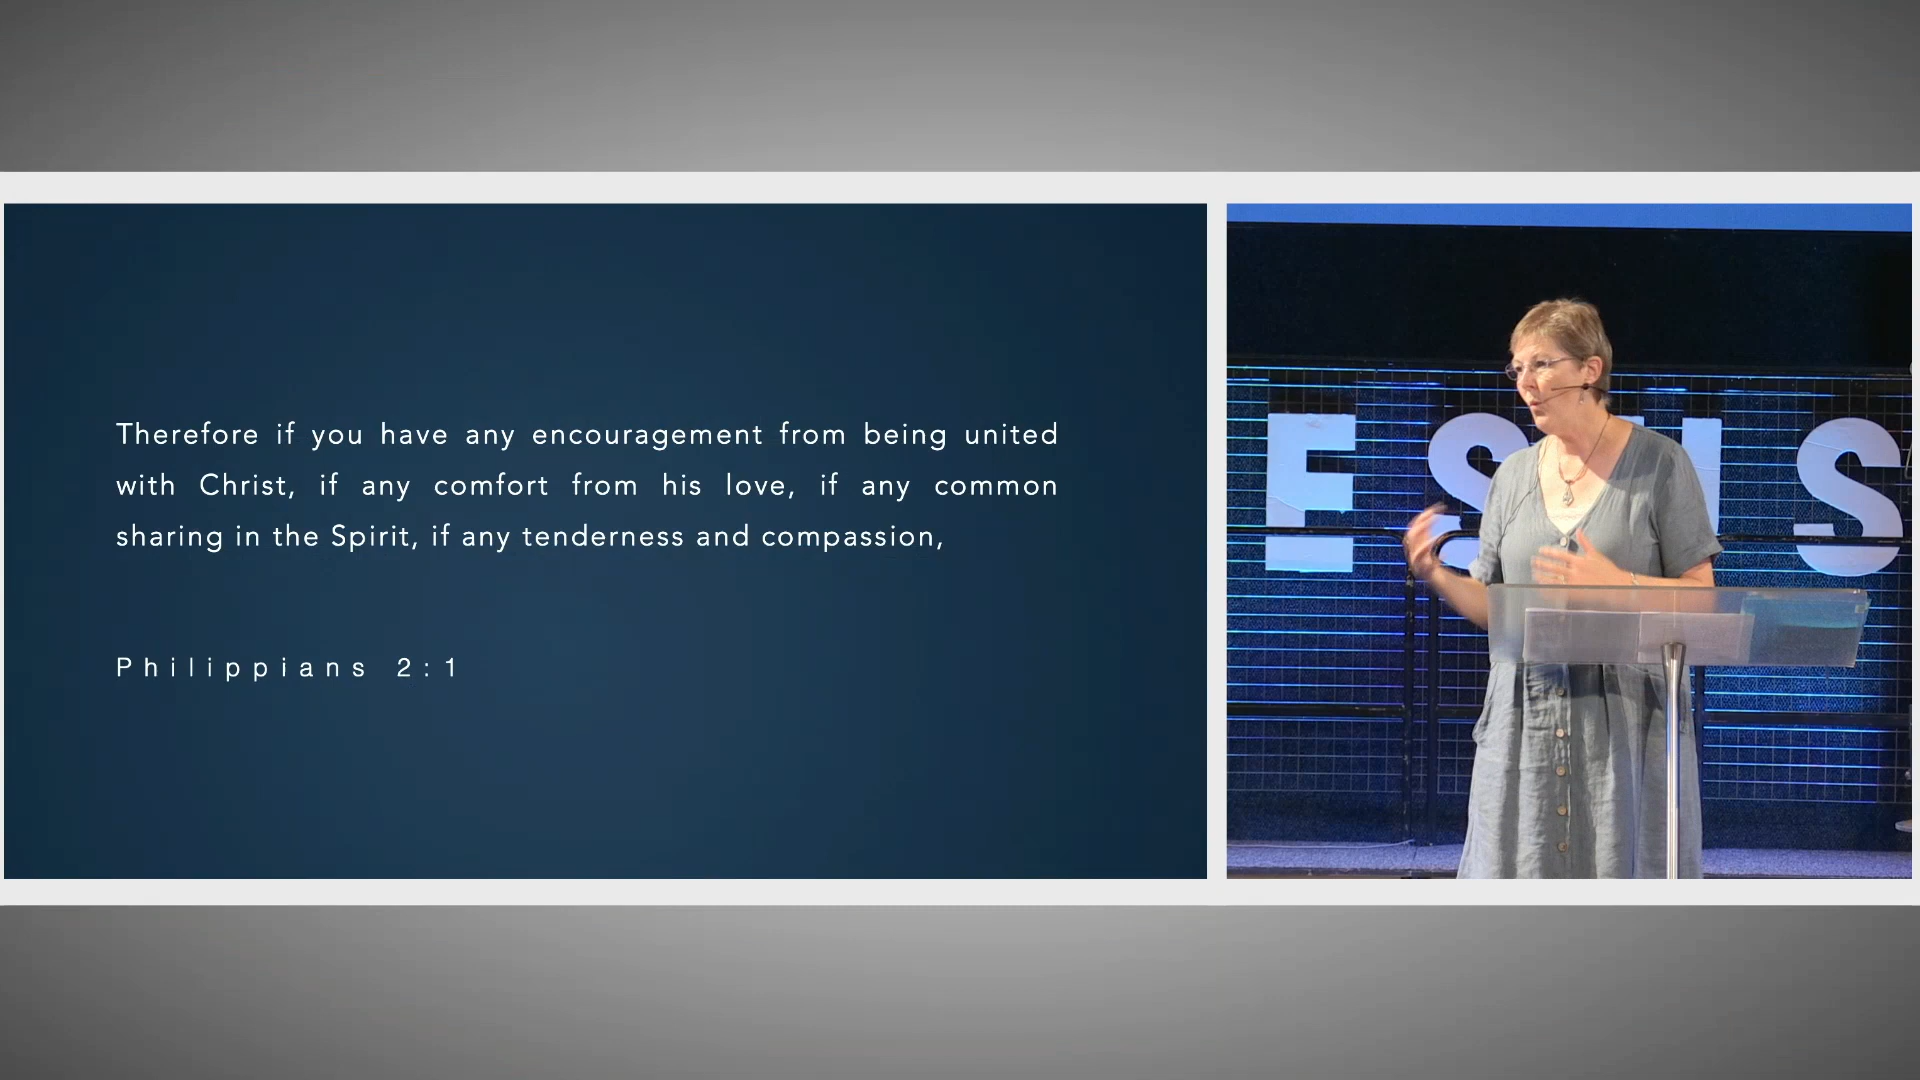 Therefore if you have any encouragement from being united
with Christ, if any comfort from his love, if any common
sharing in the Spirit, if any tenderness and compassion,
Philippians 2:1
ESUS